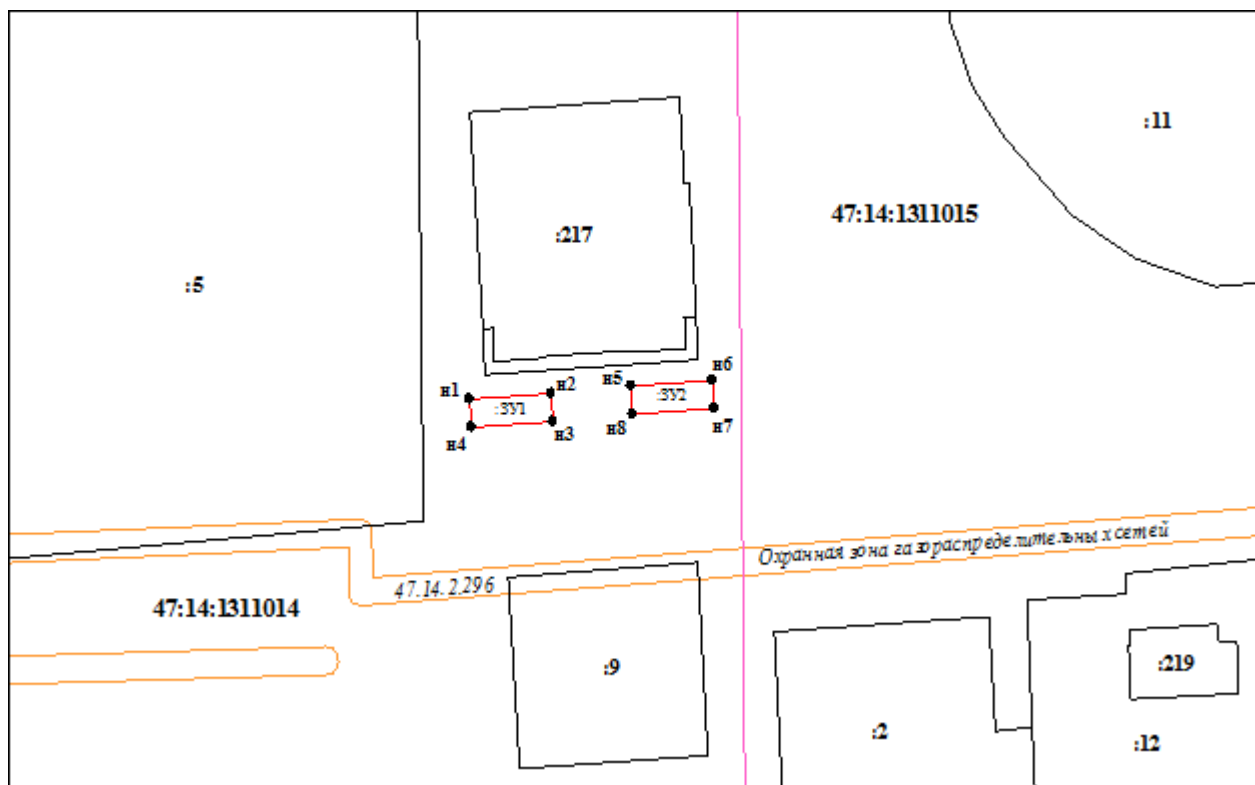 :11
47:14:1311015
:217
:5
н6
н5
н2
н1
:ЗУ2
:ЗУ1
н7
н8
н3
н4
Охранная зона газораспределительных сетей
47.14.2.296
47:14:1311014
:9
:219
:2
:12